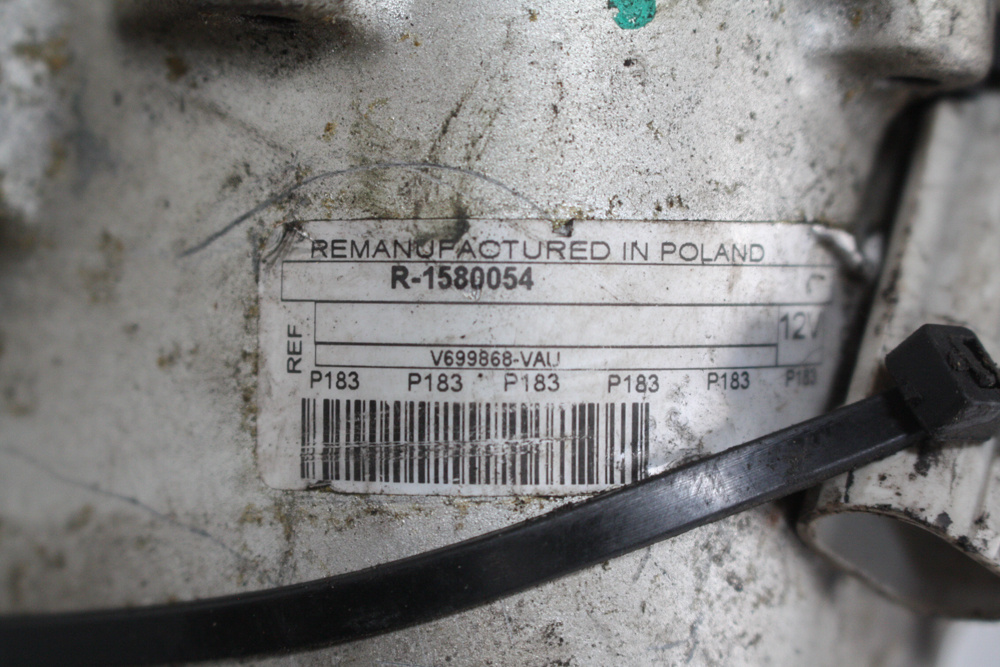 REMANUFACTURED IN POLAND
R-1580054 C
12V
REF
V699868-VAU
P183 P183 P183 P183 P183 P183